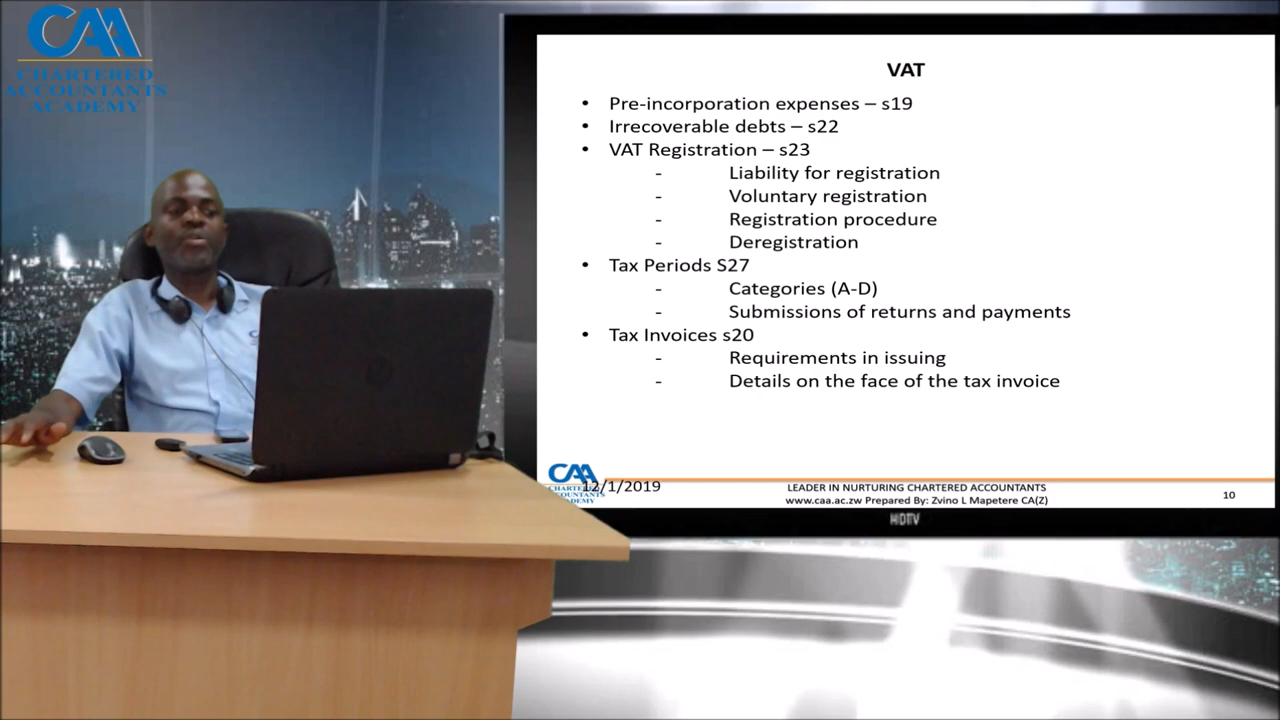 CAA
CHARTERED
ACCOUNTANTS
ACADEMY
VAT
• Pre-incorporation expenses – s19
• Irrecoverable debts – s22
• VAT Registration – s23
- Liability for registration
- Voluntary registration
- Registration procedure
- Deregistration
• Tax Periods S27
- Categories (A-D)
- Submissions of returns and payments
• Tax Invoices s20
- Requirements in issuing
- Details on the face of the tax invoice
CAA
CHARTERED
ACCOUNTANTS
ACADEMY
12/1/2019
LEADER IN NURTURING CHARTERED ACCOUNTANTS
www.caa.ac.zw Prepared By: Zvino L Mapetere CA(Z)
10
HDTV